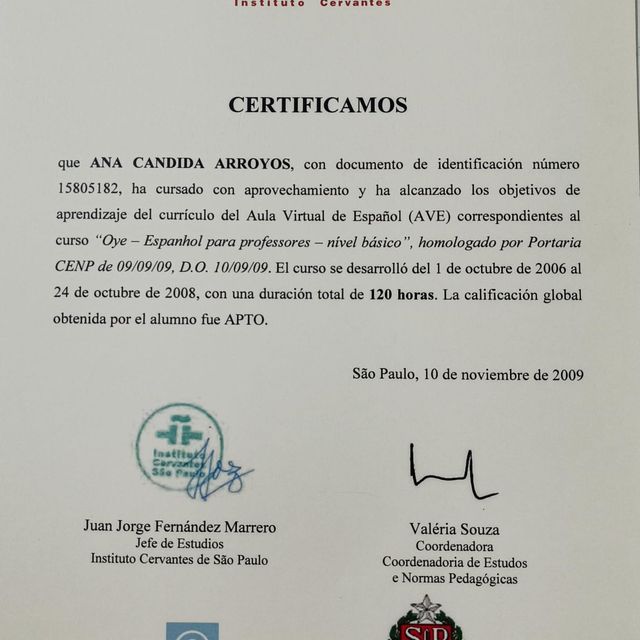 Instituto Cervantes
CERTIFICAMOS
que ANA CANDIDA ARROYOS, con documento de identificación número
15805182, ha cursado con aprovechamiento y ha alcanzado los objetivos de
aprendizaje del currículo del Aula Virtual de Español (AVE) correspondientes al
curso “Oye – Espanhol para professores – nível básico”, homologado por Portaria
CENP de 09/09/09, D.O. 10/09/09. El curso se desarrolló del 1 de octubre de 2006 al
24 de octubre de 2008, con una duración total de 120 horas. La calificación global
obtenida por el alumno fue APTO.
São Paulo, 10 de noviembre de 2009
Instituto
Cervantes
São Paulo
Juan Jorge Fernández Marrero
Jefe de Estudios
Instituto Cervantes de São Paulo
Valéria Souza
Coordenadora
Coordenadoria de Estudos
e Normas Pedagógicas